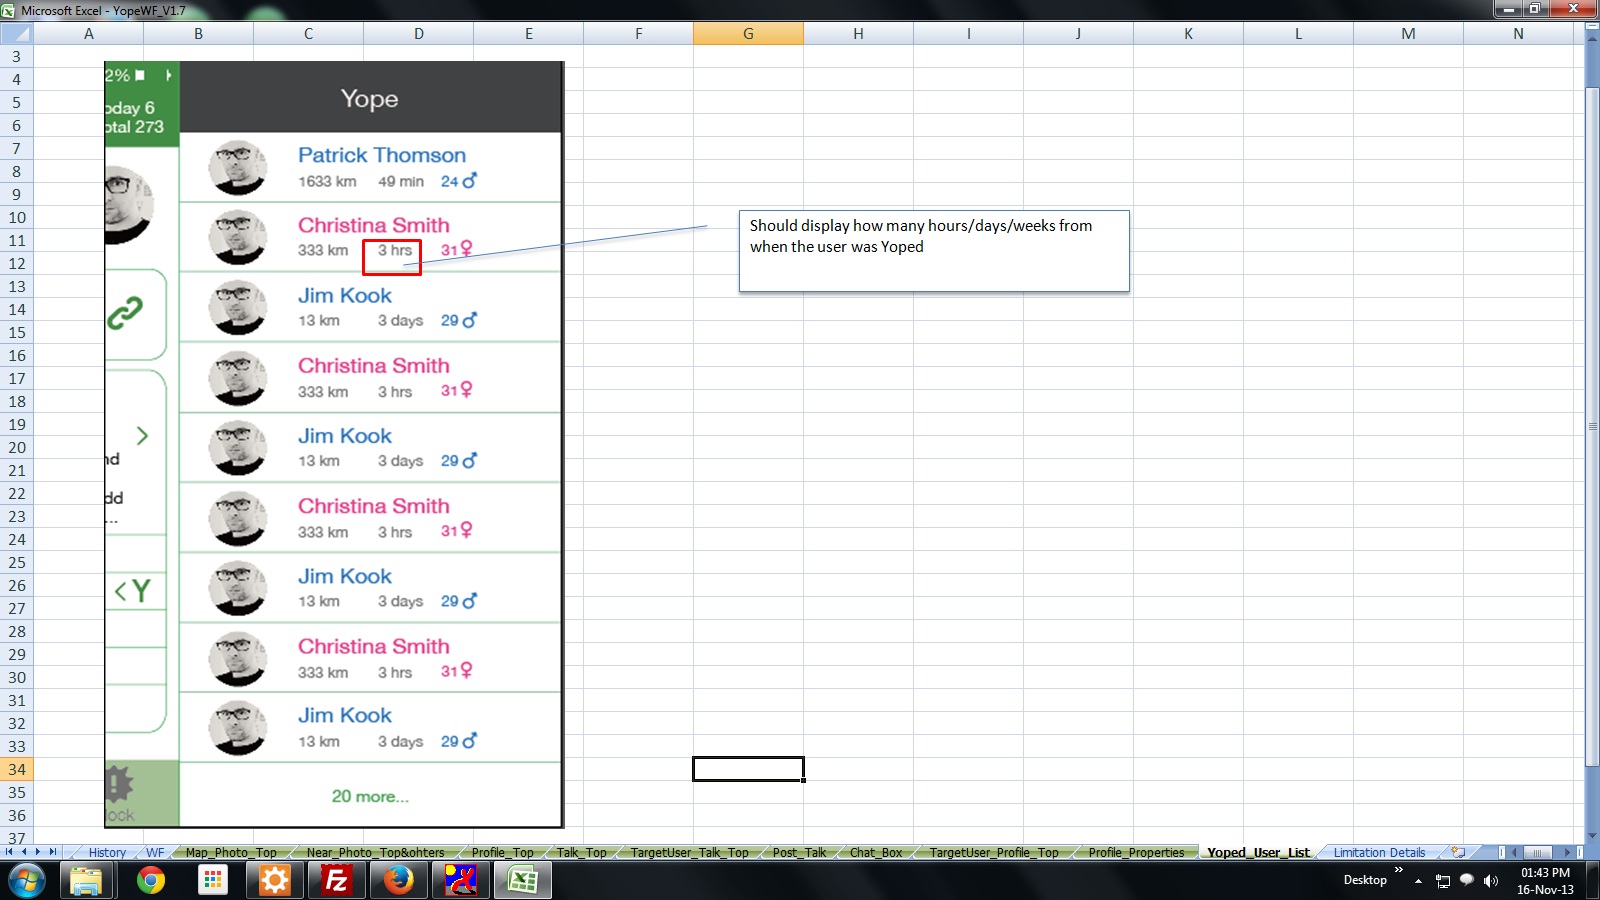 Microsoft Excel - YopeWF_V1.7
A B C D E F G H I J K L M N
3
4
5
6
7
8
9
10
11
12
13
14
15
16
17
18
19
20
21
22
23
24
25
26
27
28
29
30
31
32
33
34
35
36
37
2%
oday 6
otal 273
nd
dd
...
<Y
lock
Yope
Patrick Thomson
1633 km 49 min 24
Christina Smith
333 km 3 hrs 31
Jim Kook
13 km 3 days 29
Christina Smith
333 km 3 hrs 31
Jim Kook
13 km 3 days 29
Christina Smith
333 km 3 hrs 31
Jim Kook
13 km 3 days 29
Christina Smith
333 km 3 hrs 31
Jim Kook
13 km 3 days 29
20 more...
Should display how many hours/days/weeks from
when the user was Yoped
History WF Map_Photo_Top Near_Photo_Top&ohters Profile_Top Talk_Top TargetUser_Talk_Top Post_Talk Chat_Box TargetUser_Profile_Top Profile_Properties Yoped_User_List Limitation Details
Fz
Desktop
01:43 PM
16-Nov-13